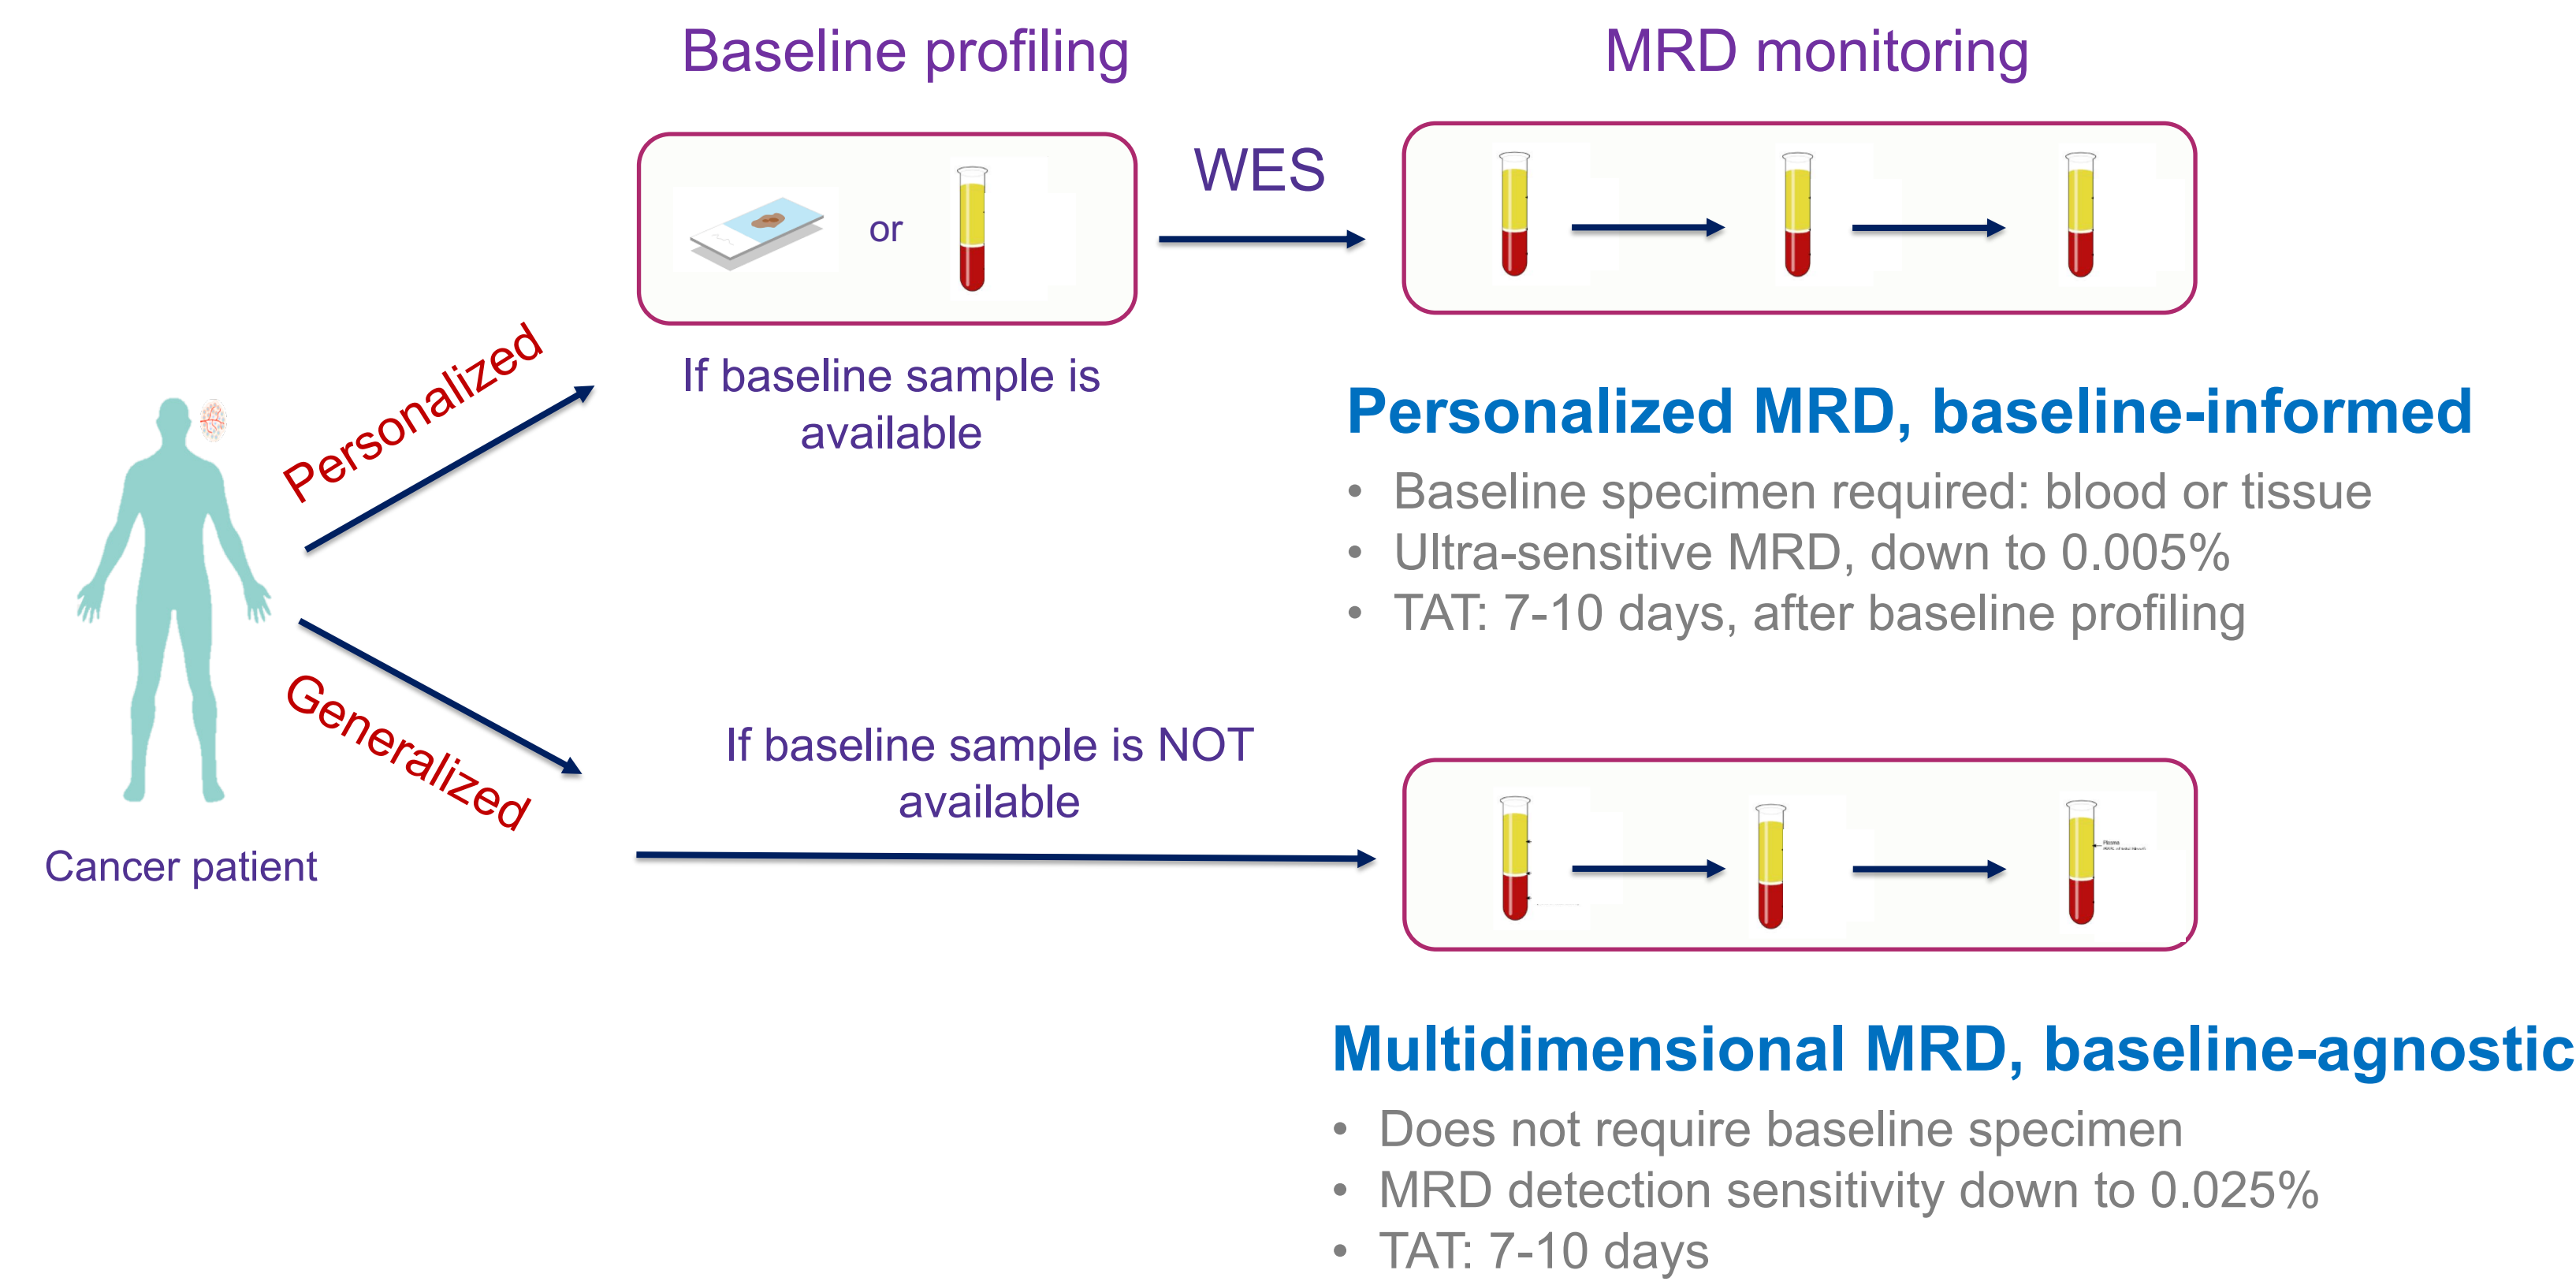 Baseline profiling
MRD monitoring
WES
or
If baseline sample is
available
Personalized
Personalized MRD, baseline-informed
• Baseline specimen required: blood or tissue
• Ultra-sensitive MRD, down to 0.005%
• TAT: 7-10 days, after baseline profiling
Generalized
If baseline sample is NOT
available
Cancer patient
Plasma
Multidimensional MRD, baseline-agnostic
• Does not require baseline specimen
• MRD detection sensitivity down to 0.025%
• TAT: 7-10 days